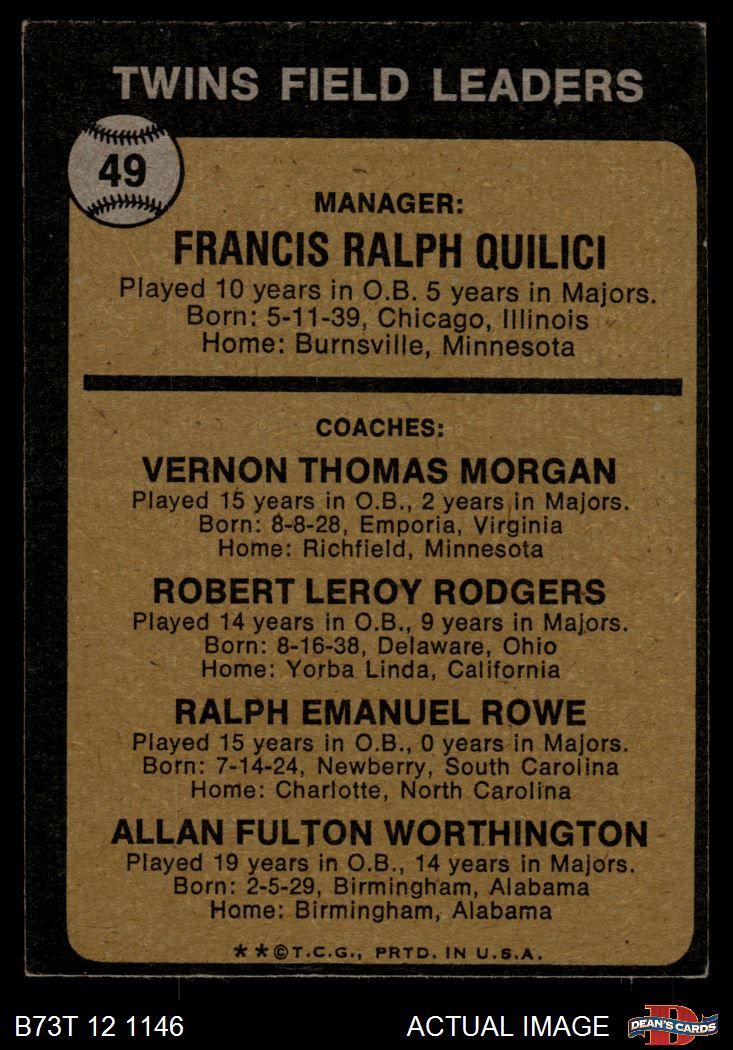 TWINS FIELD LEADERS
49
MANAGER:
FRANCIS RALPH QUILICI
Played 10 years in O.B. 5 years in Majors.
Born: 5-11-39, Chicago, Illinois
Home: Burnsville, Minnesota
COACHES:
VERNON THOMAS MORGAN
Played 15 years in O.B., 2 years in Majors.
Born: 8-8-28, Emporia, Virginia
Home: Richfield, Minnesota
ROBERT LEROY RODGERS
Played 14 years in O.B., 9 years in Majors.
Born: 8-16-38, Delaware, Ohio
Home: Yorba Linda, California
RALPH EMANUEL ROWE
Played 15 years in O.B., 0 years in Majors.
Born: 7-14-24, Newberry, South Carolina
Home: Charlotte, North Carolina
ALLAN FULTON WORTHINGTON
Played 19 years in O.B., 14 years in Majors.
Born: 2-5-29, Birmingham, Alabama
Home: Birmingham, Alabama
**©T.C.G., PRTD. IN U.S.A.
B73T 12 1146
ACTUAL IMAGE
D
DEAN'S CARDS